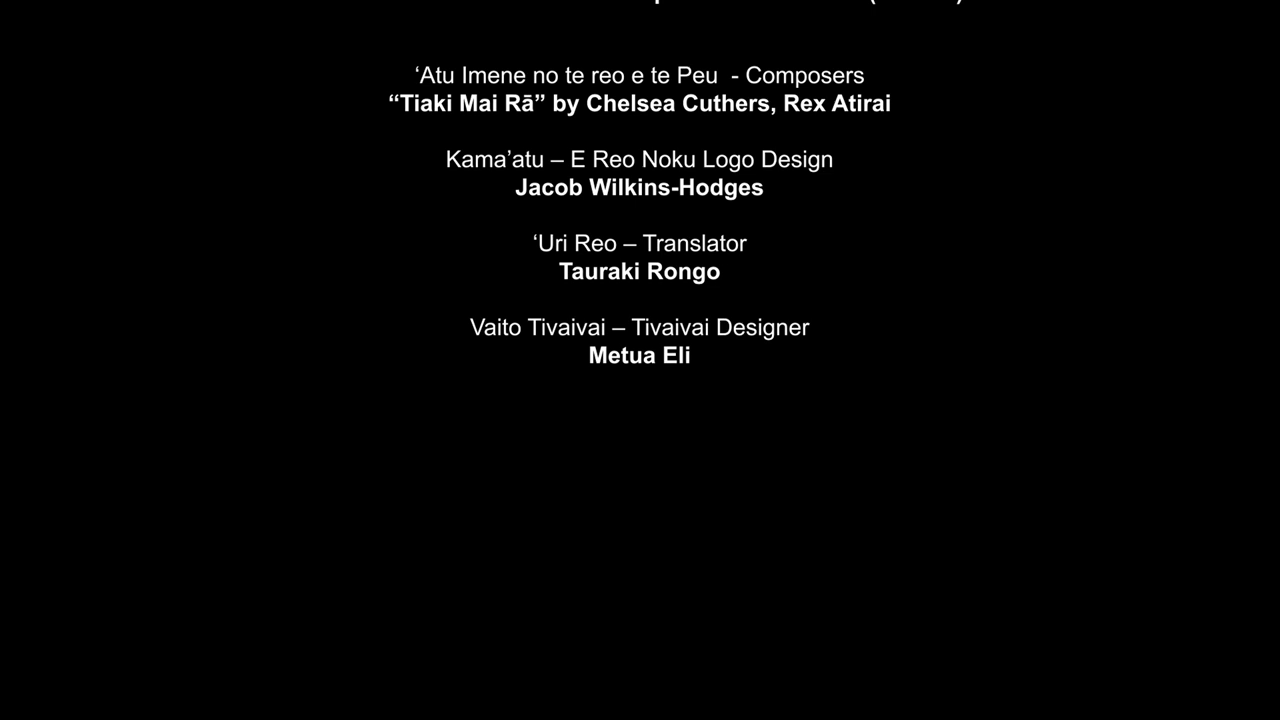 ‘Atu Imene no te reo e te Peu  - Composers
“Tiaki Mai Rā” by Chelsea Cuthers, Rex Atirai
Kama’atu – E Reo Noku Logo Design
Jacob Wilkins-Hodges
‘Uri Reo – Translator
Tauraki Rongo
Vaito Tivaivai – Tivaivai Designer
Metua Eli